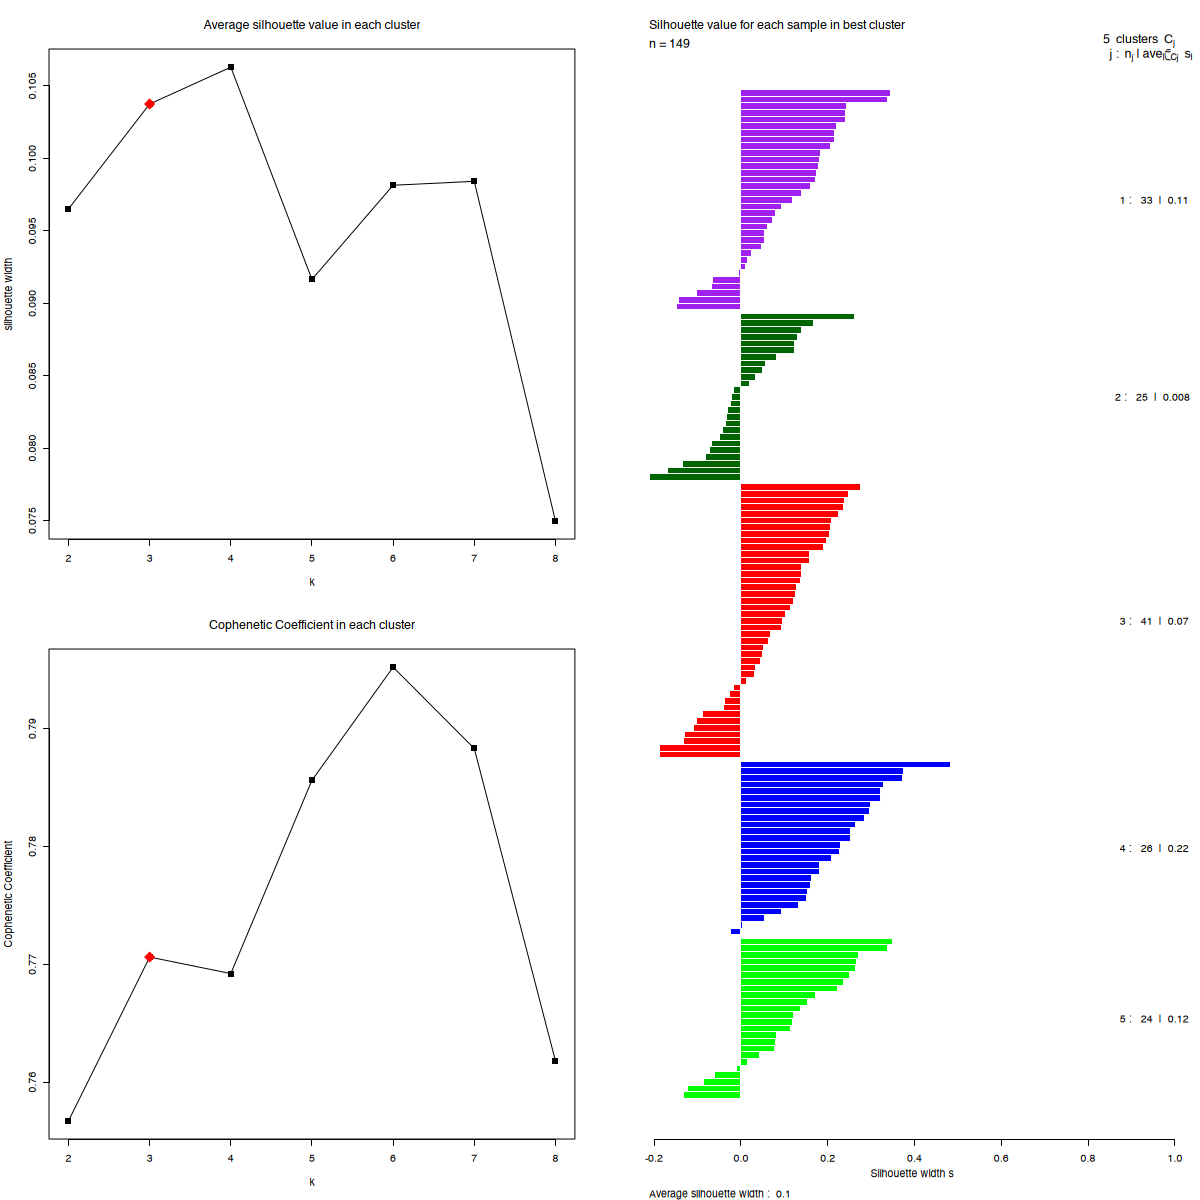 Average silhouette value in each cluster
0.105
0.100
0.095
0.090
0.085
0.080
0.075
silhouette width
2 3 4 5 6 7 8
k
Cophenetic Coefficient in each cluster
0.79
0.78
0.77
0.76
Cophenetic Coefficient
2 3 4 5 6 7 8
k
Silhouette value for each sample in best cluster
n = 149
5 clusters Cj
j : nj | ave
1 : 33 | 0.11
2 : 25 | 0.008
3 : 41 | 0.07
4 : 26 | 0.22
5 : 24 | 0.12
-0.2 0.0 0.2 0.4 0.6 0.8 1.0
Silhouette width s
Average silhouette width : 0.1